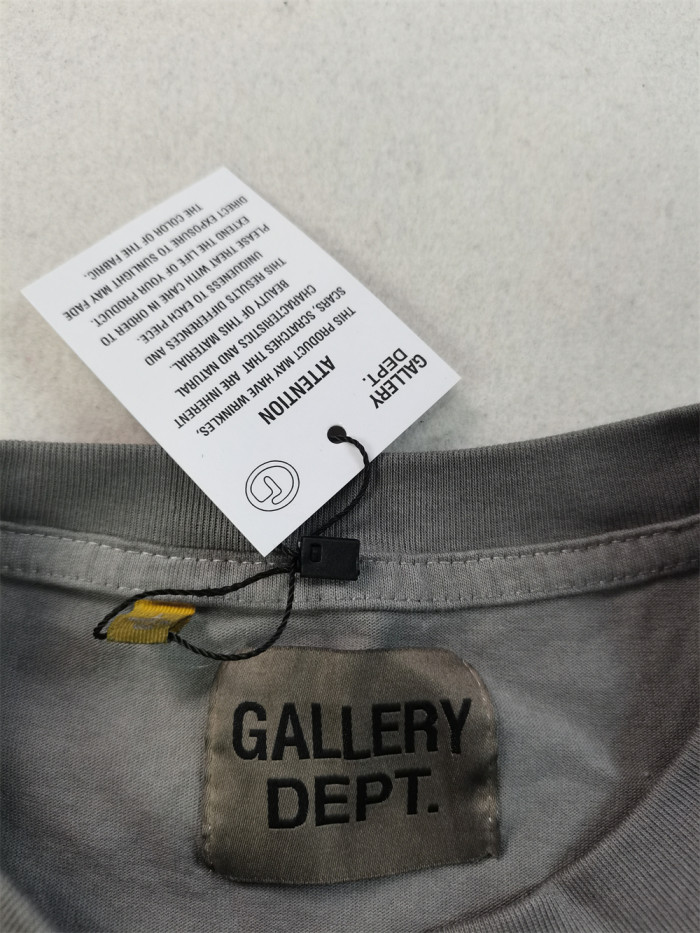 GALLERY
DEPT.
ATTENTION
THIS PRODUCT MAY HAVE WRINKLES,
SCARS, SCRATCHES THAT ARE INHERENT
CHARACTERISTICS AND NATURAL
BEAUTY OF THIS MATERIAL
THIS RESULTS DIFFERENCES AND
UNIQUENESS TO EACH PIECE.
PLEASE TREAT WITH CARE IN ORDER TO
EXTEND THE LIFE OF YOUR PRODUCT.
DIRECT EXPOSURE TO SUNLIGHT MAY FADE
THE COLOR OF THE FABRIC.
GALLERY
DEPT.